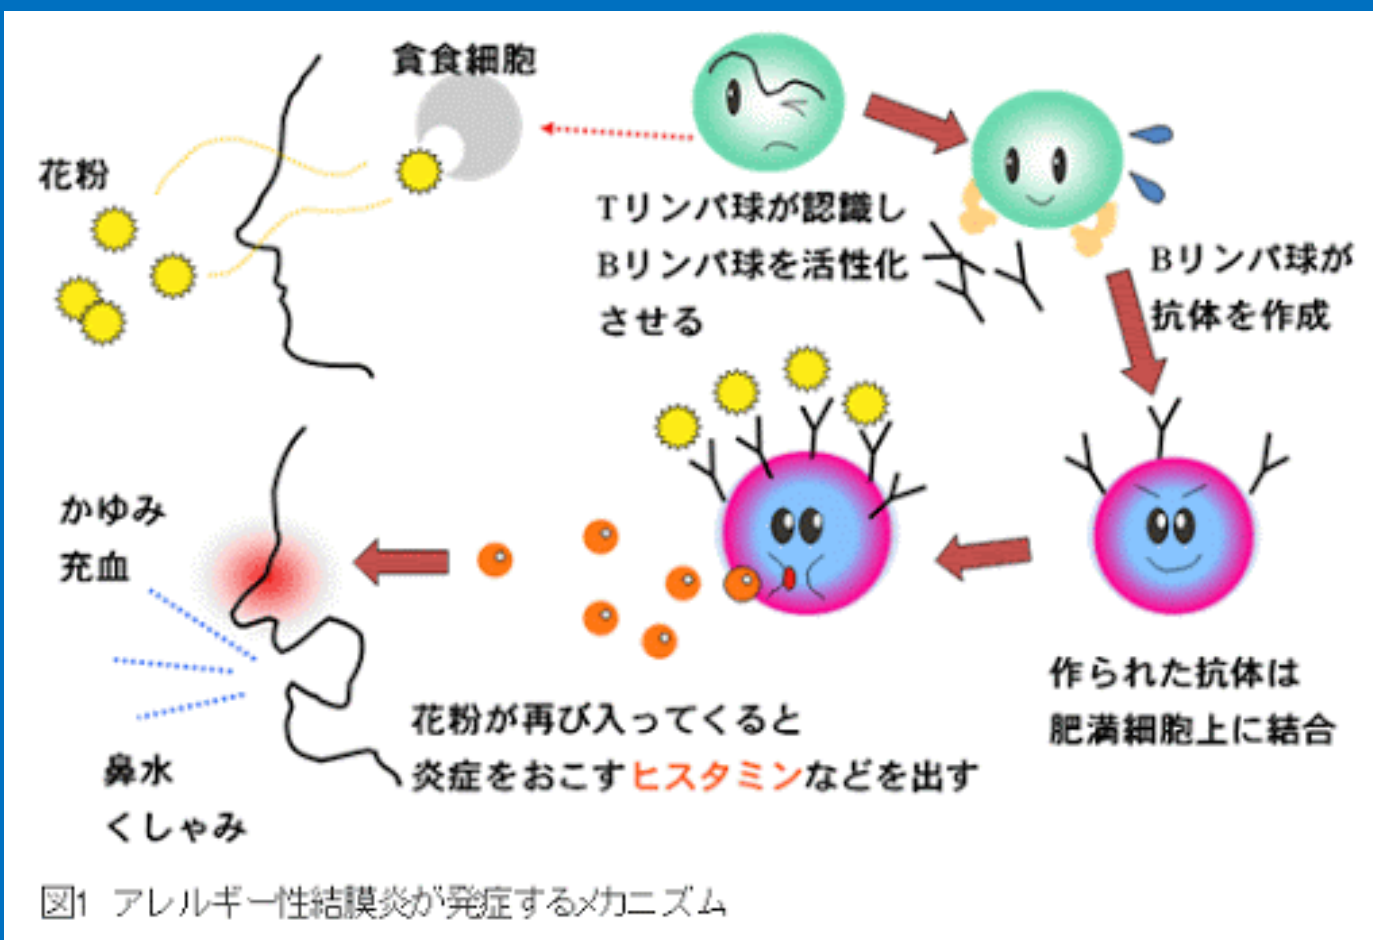 貪食細胞
花粉
Tリンパ球が認識し
Bリンパ球を活性化
させる
Bリンパ球が
抗体を作成
作られた抗体は
肥満細胞上に結合
花粉が再び入ってくると
炎症をおこすヒスタミンなどを出す
かゆみ
充血
鼻水
くしゃみ
図1 アレルギー性結膜炎が発症するメカニズム